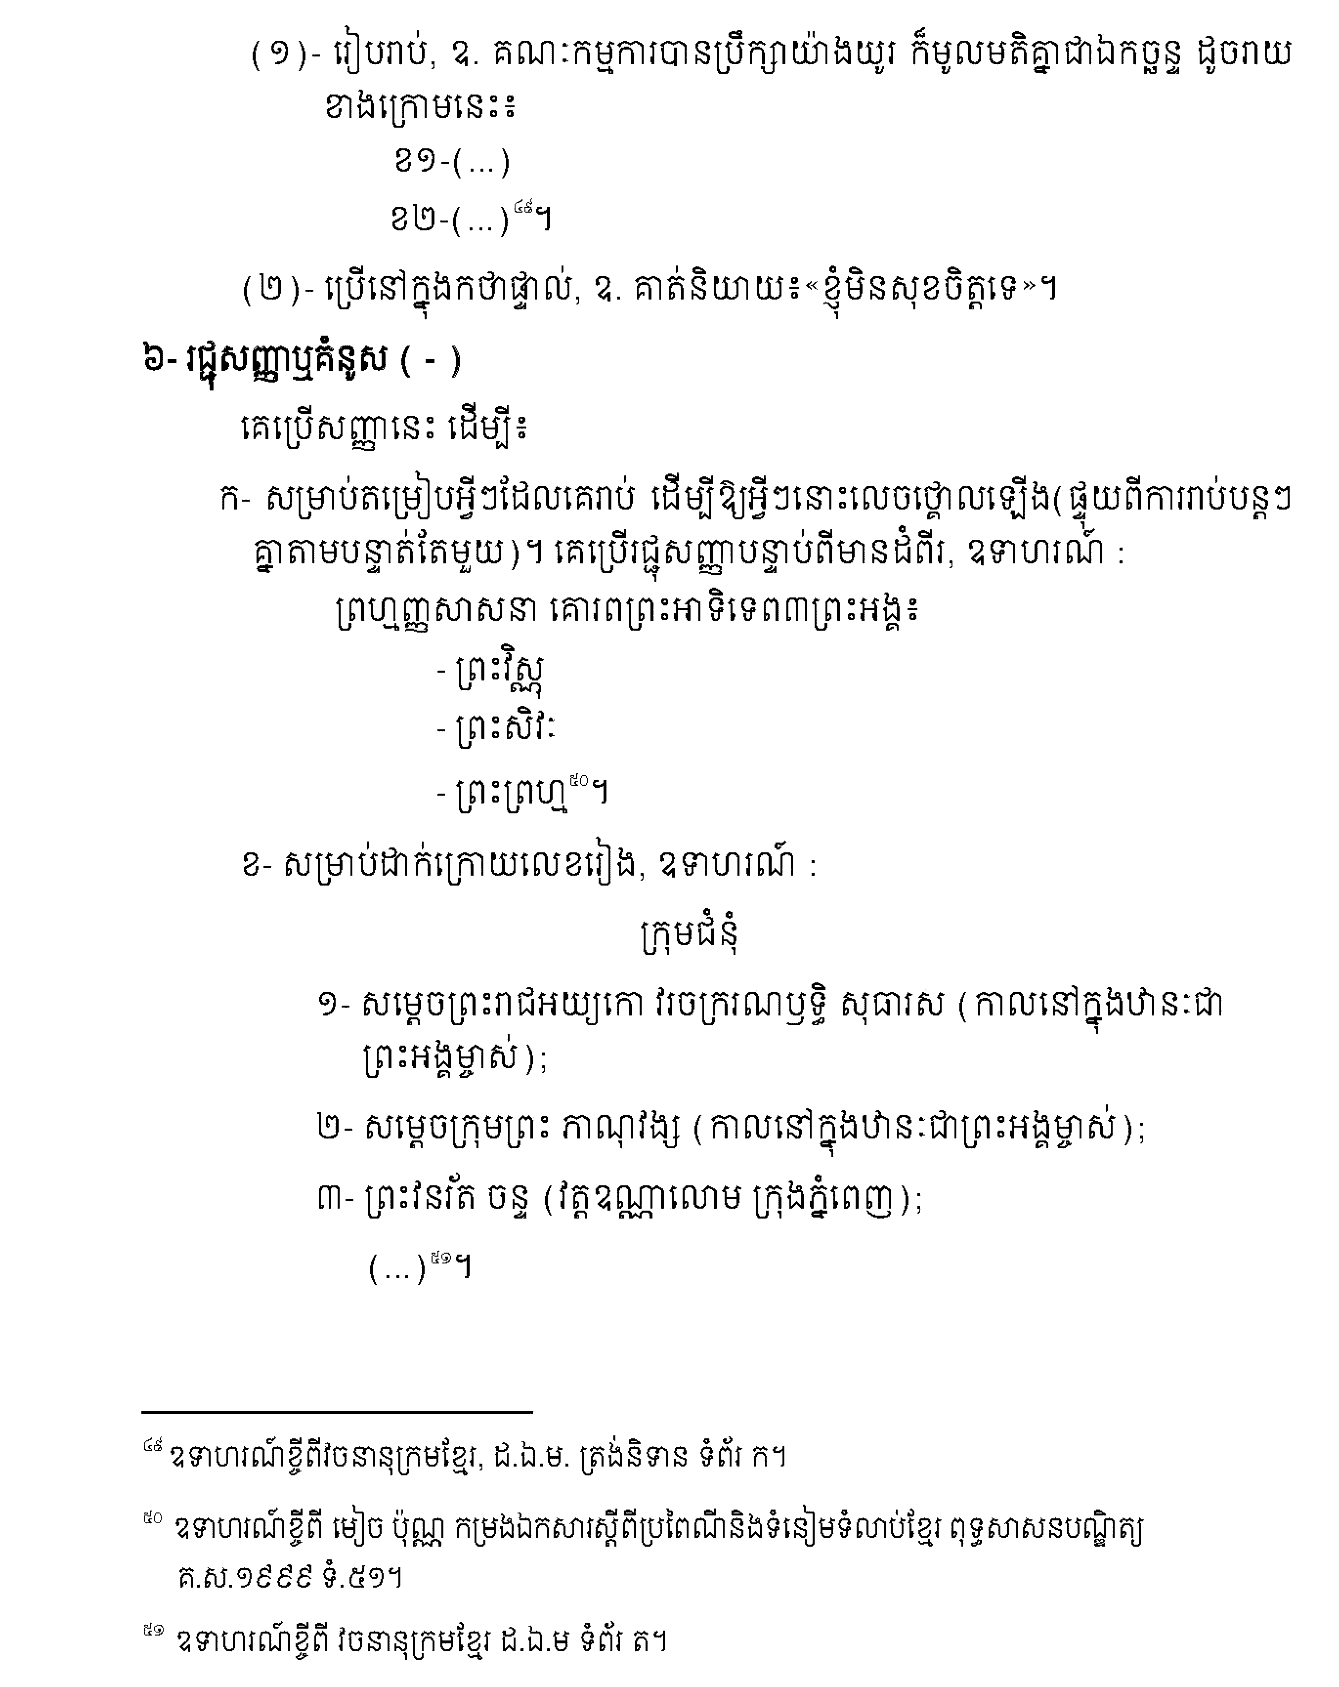 (១)- រៀបរាប់, ឧ. គណៈកម្មការបានប្រឹក្សាយ៉ាងយូរ ក៏មូលមតិគ្នាជាឯកច្ឆន្ទ ដូចរាយ
ខាងក្រោមនេះ៖
ខ១-(...)
ខ២-(...)៤៩។
(២)- ប្រើនៅក្នុងកថាផ្ទាល់, ឧ. គាត់និយាយ៖«ខ្ញុំមិនសុខចិត្តទេ»។
៦- រជ្ជុសញ្ញាឬគំនូស ( - )
គេប្រើសញ្ញានេះ ដើម្បី៖
ក- សម្រាប់តម្រៀបអ្វីៗដែលគេរាប់ ដើម្បីឱ្យអ្វីៗនោះលេចថ្គោលឡើង(ផ្ទុយពីការរាប់បន្តៗ
គ្នាតាមបន្ទាត់តែមួយ)។ គេប្រើរជ្ជុសញ្ញាបន្ទាប់ពីមានដំពីរ, ឧទាហរណ៍ :
ព្រហ្មញ្ញសាសនា គោរពព្រះអាទិទេព៣ព្រះអង្គ៖
- ព្រះវិស្ណុ
- ព្រះសិវៈ
- ព្រះព្រហ្ម៥០។
ខ- សម្រាប់ដាក់ក្រោយលេខរៀង, ឧទាហរណ៍ :
ក្រុមជំនុំ
១- សម្តេចព្រះរាជអយ្យកោ វរចក្ររណឫទ្ធិ សុធារស (កាលនៅក្នុងឋានៈជា
ព្រះអង្គម្ចាស់);
២- សម្តេចក្រុមព្រះ ភាណុវង្ស (កាលនៅក្នុងឋានៈជាព្រះអង្គម្ចាស់);
៣- ព្រះវនរ័ត ចន្ទ (វត្តឧណ្ណាលោម ក្រុងភ្នំពេញ);
(...)៥១។
៤៩ ឧទាហរណ៍ខ្ចីពីវចនានុក្រមខ្មែរ, ដ.ឯ.ម. ត្រង់និទាន ទំព័រ ក។
៥០ ឧទាហរណ៍ខ្ចីពី មៀច ប៉ុណ្ណ កម្រងឯកសារស្តីពីប្រពៃណីនិងទំនៀមទំលាប់ខ្មែរ ពុទ្ធសាសនបណ្ឌិត្យ
គ.ស.១៩៩៩ ទំ.៥១។
៥១ ឧទាហរណ៍ខ្ចីពី វចនានុក្រមខ្មែរ ដ.ឯ.ម ទំព័រ ត។